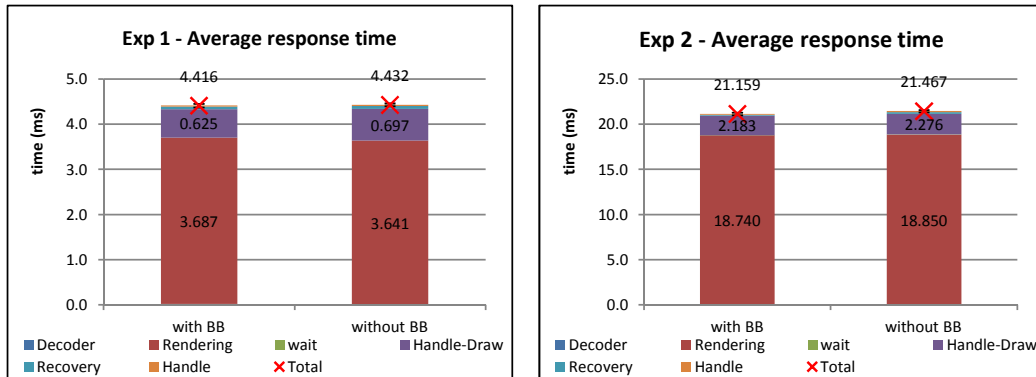 Exp 1 - Average response time
time (ms)
5.0
4.0
3.0
2.0
1.0
0.0
4.416
4.432
0.625
0.697
3.687
3.641
with BB
without BB
Decoder
Rendering
wait
Handle-Draw
Recovery
Handle
Total
Exp 2 - Average response time
time (ms)
25.0
20.0
15.0
10.0
5.0
0.0
21.159
21.467
2.183
2.276
18.740
18.850
with BB
without BB
Decoder
Rendering
wait
Handle-Draw
Recovery
Handle
Total